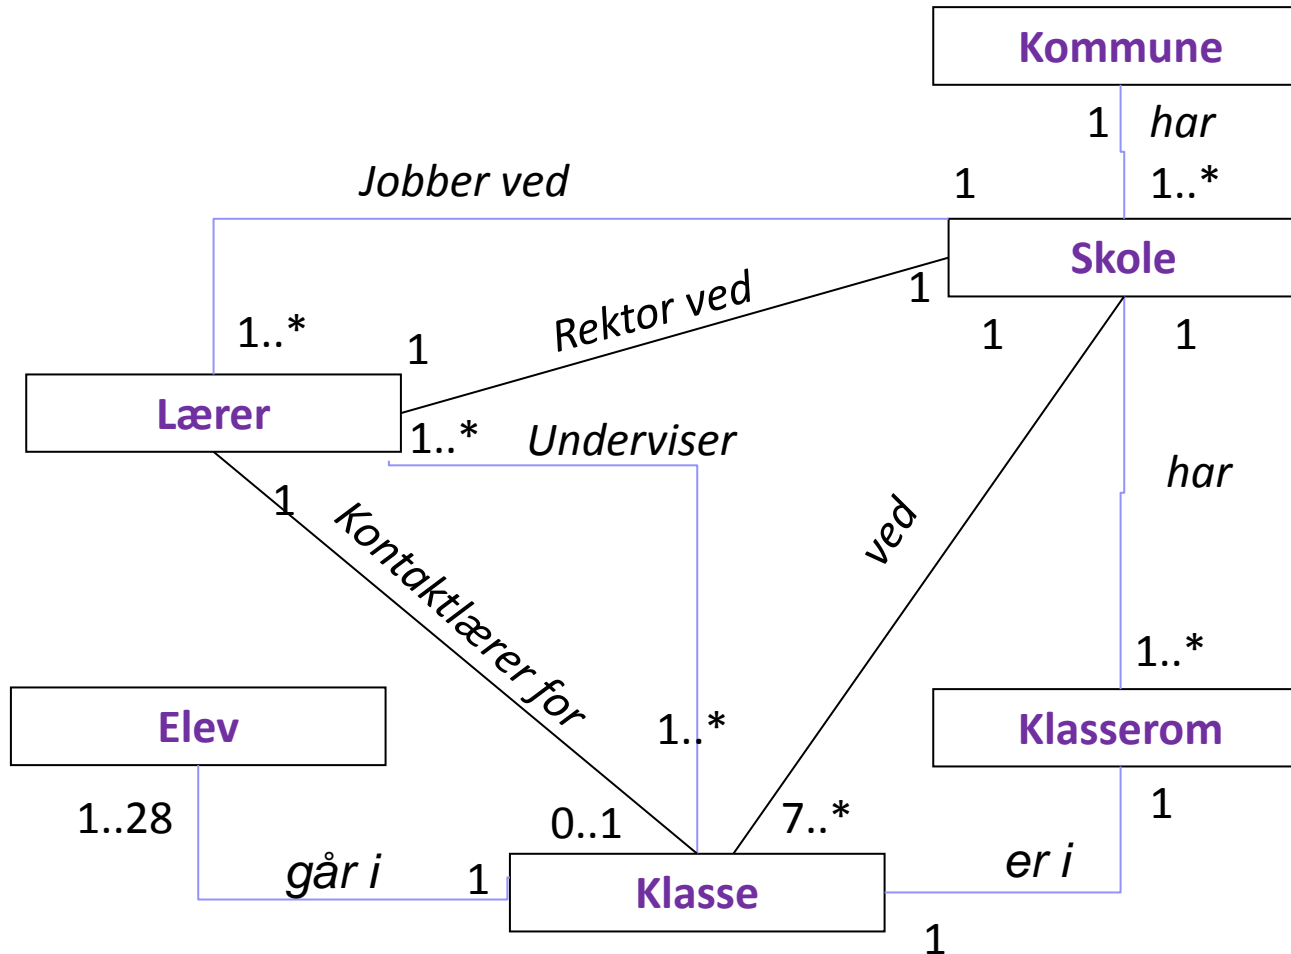 Kommune
1 har
Jobber ved 1 1..*
Skole
Rektor ved 1
1..* 1 1 1
Lærer
1..* Underviser
har
1
Kontaktlærer for
ved
1..*
Elev
1..*
Klasserom
1..28
0..1 7..* 1
går i 1
er i
Klasse
1